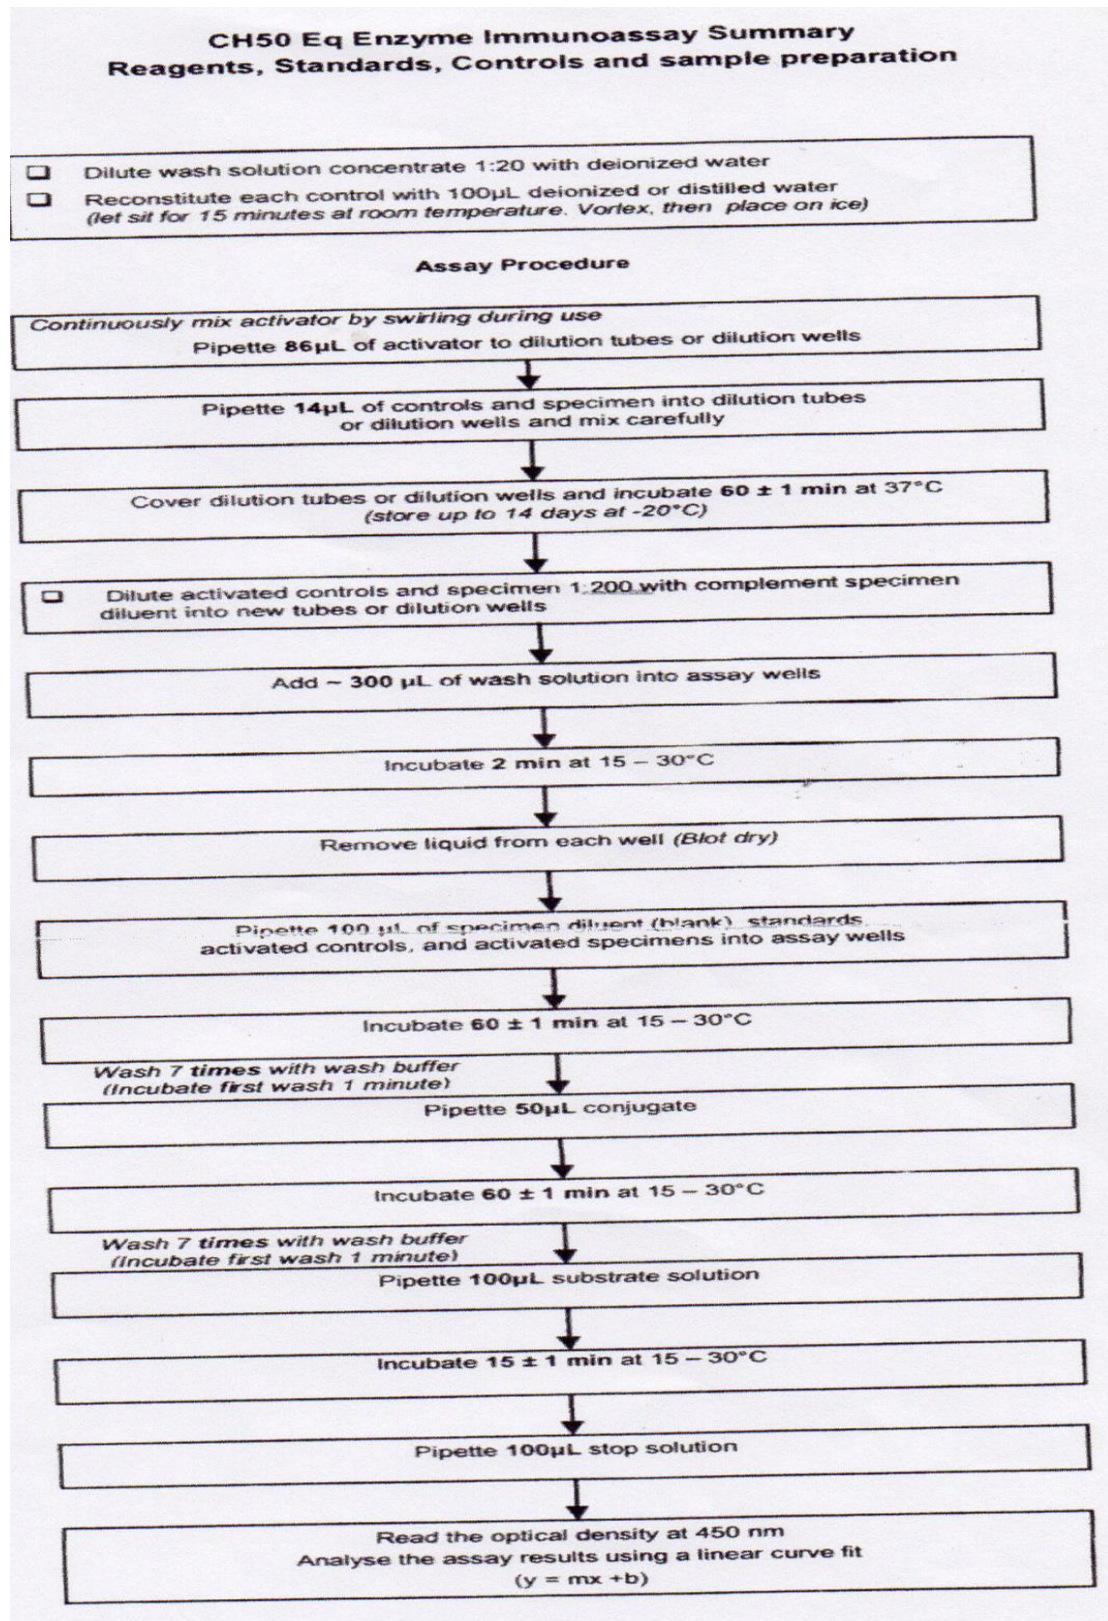 CH50 Eq Enzyme Immunoassay Summary
Reagents, Standards, Controls and sample preparation
Dilute wash solution concentrate 1:20 with deionized water
Reconstitute each control with 100µL deionized or distilled water
(let sit for 15 minutes at room temperature. Vortex, then place on ice)
Assay Procedure
Continuously mix activator by swirling during use
Pipette 86µL of activator to dilution tubes or dilution wells
Pipette 14µL of controls and specimen into dilution tubes
or dilution wells and mix carefully
Cover dilution tubes or dilution wells and incubate 60 ± 1 min at 37°C
(store up to 14 days at -20°C)
Dilute activated controls and specimen 1:200 with complement specimen
diluent into new tubes or dilution wells
Add ~ 300 µL of wash solution into assay wells
Incubate 2 min at 15 – 30°C
Remove liquid from each well (Blot dry)
Pipette 100 µL of specimen diluent (blank), standards,
activated controls, and activated specimens into assay wells
Incubate 60 ± 1 min at 15 – 30°C
Wash 7 times with wash buffer
(Incubate first wash 1 minute)
Pipette 50µL conjugate
Incubate 60 ± 1 min at 15 – 30°C
Wash 7 times with wash buffer
(Incubate first wash 1 minute)
Pipette 100µL substrate solution
Incubate 15 ± 1 min at 15 – 30°C
Pipette 100µL stop solution
Read the optical density at 450 nm
Analyse the assay results using a linear curve fit
(y = mx +b)